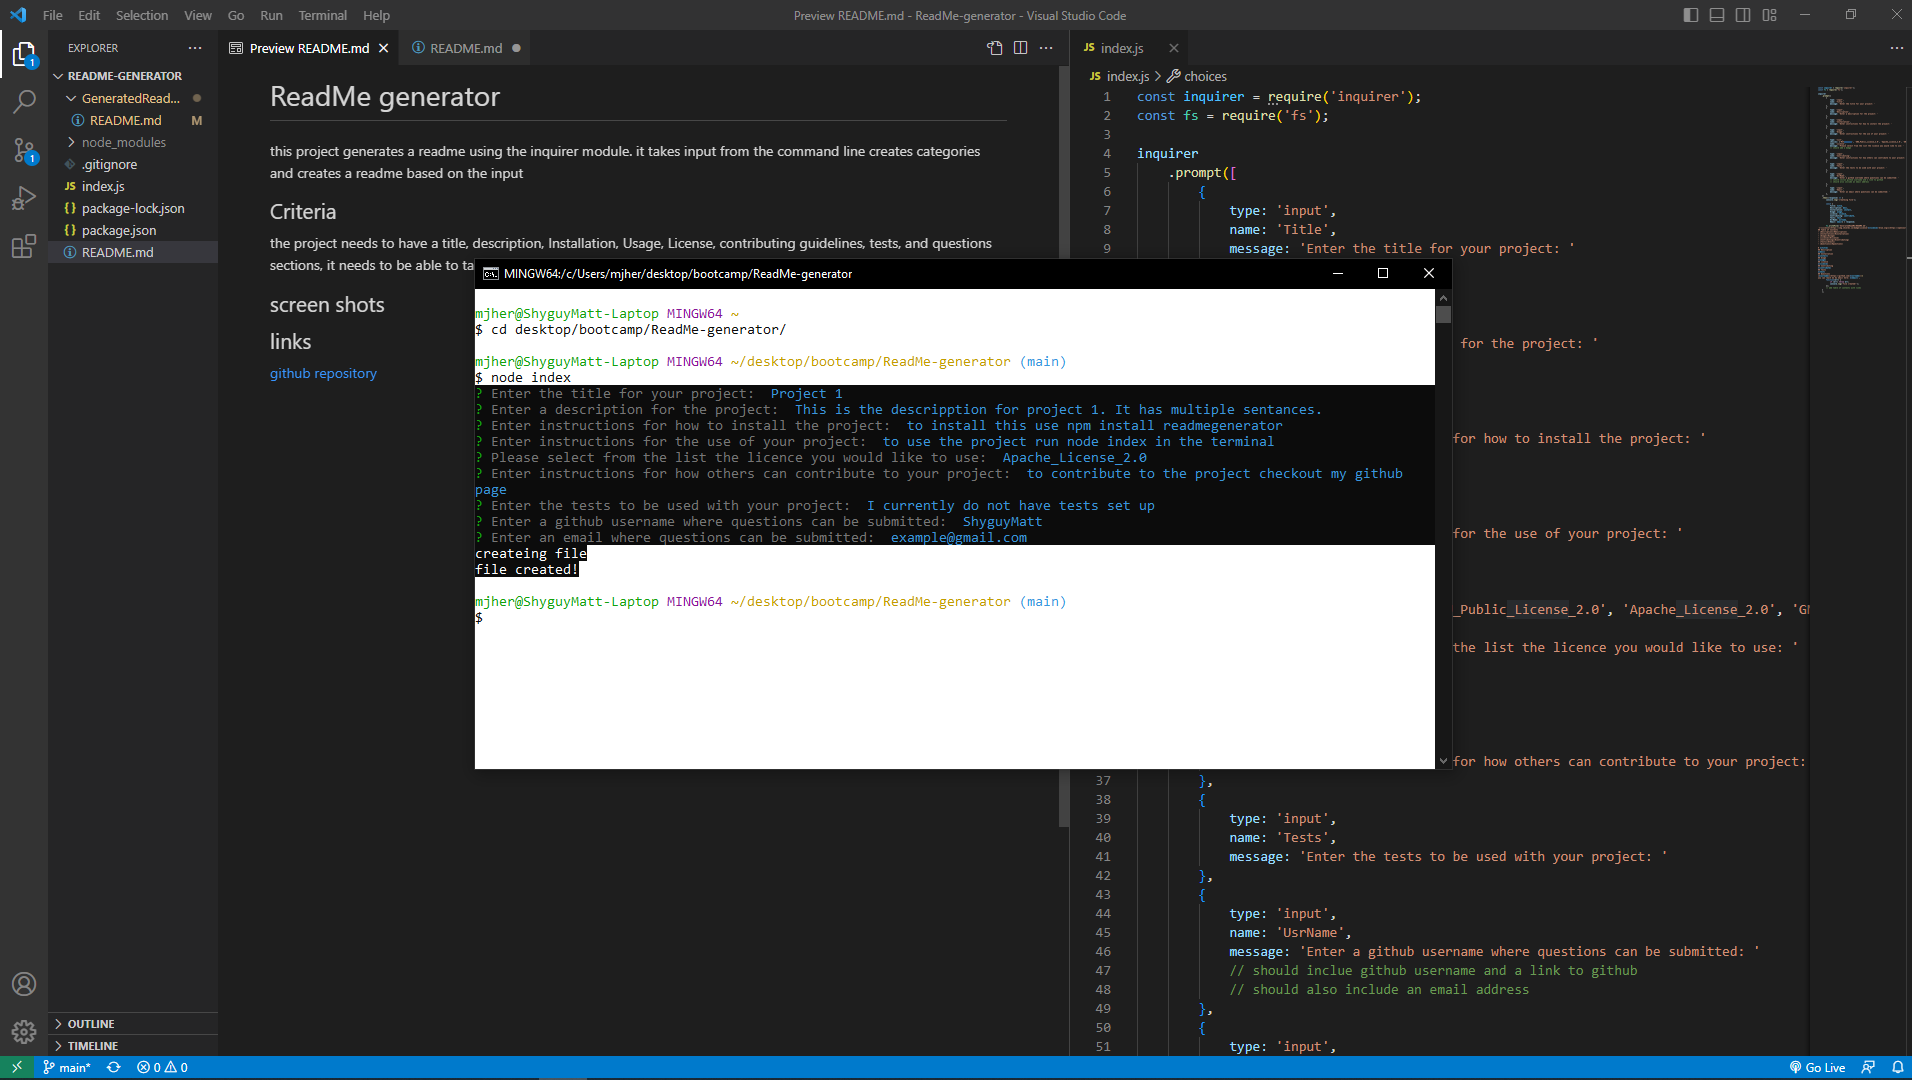 File Edit Selection View Go Run Terminal Help
Preview README.md - ReadMe-generator - Visual Studio Code
EXPLORER
README-GENERATOR
GeneratedRead...
README.md M
node_modules
.gitignore
JS index.js
{} package-lock.json
{} package.json
README.md
OUTLINE
TIMELINE
1
1
Preview README.md
README.md
ReadMe generator
this project generates a readme using the inquirer module. it takes input from the command line creates categories
and creates a readme based on the input
Criteria
the project needs to have a title, description, Installation, Usage, License, contributing guidelines, tests, and questions
sections, it needs to be able to ta
screen shots
links
github repository
MINGW64:/c/Users/mjher/desktop/bootcamp/ReadMe-generator
mjher@ShyguyMatt-Laptop MINGW64 ~
$ cd desktop/bootcamp/ReadMe-generator/
mjher@ShyguyMatt-Laptop MINGW64 ~/desktop/bootcamp/ReadMe-generator (main)
$ node index
? Enter the title for your project:  Project 1
? Enter a description for the project:  This is the descripption for project 1. It has multiple sentances.
? Enter instructions for how to install the project:  to install this use npm install readmegenerator
? Enter instructions for the use of your project:  to use the project run node index in the terminal
? Please select from the list the licence you would like to use:  Apache_License_2.0
? Enter instructions for how others can contribute to your project:  to contribute to the project checkout my github
page
? Enter the tests to be used with your project:  I currently do not have tests set up
? Enter a github username where questions can be submitted:  ShyguyMatt
? Enter an email where questions can be submitted:  example@gmail.com
createing file
file created!
mjher@ShyguyMatt-Laptop MINGW64 ~/desktop/bootcamp/ReadMe-generator (main)
$
JS index.js
JS index.js > choices
1 const inquirer = require('inquirer');
2 const fs = require('fs');
3
4 inquirer
5 .prompt([
6 {
7 type: 'input',
8 name: 'Title',
9 message: 'Enter the title for your project: '
for the project: '
for how to install the project: '
for the use of your project: '
_Public_License_2.0', 'Apache_License_2.0', 'G
the list the licence you would like to use: '
for how others can contribute to your project:
37 },
38 {
39 type: 'input',
40 name: 'Tests',
41 message: 'Enter the tests to be used with your project: '
42 },
43 {
44 type: 'input',
45 name: 'UsrName',
46 message: 'Enter a github username where questions can be submitted: '
47 // should inclue github username and a link to github
48 // should also include an email address
49 },
50 {
51 type: 'input',
main* 0 0
Go Live